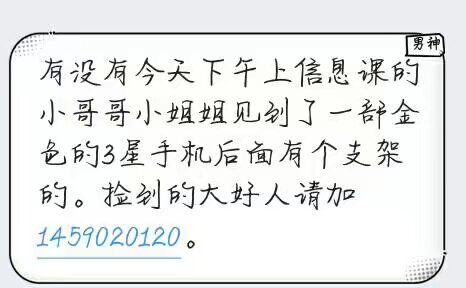 男神
有没有今天下午上信息课的
小哥哥小姐姐见到了一部金
色的3星手机后面有个支架
的。捡到的大好人请加
1459020120。